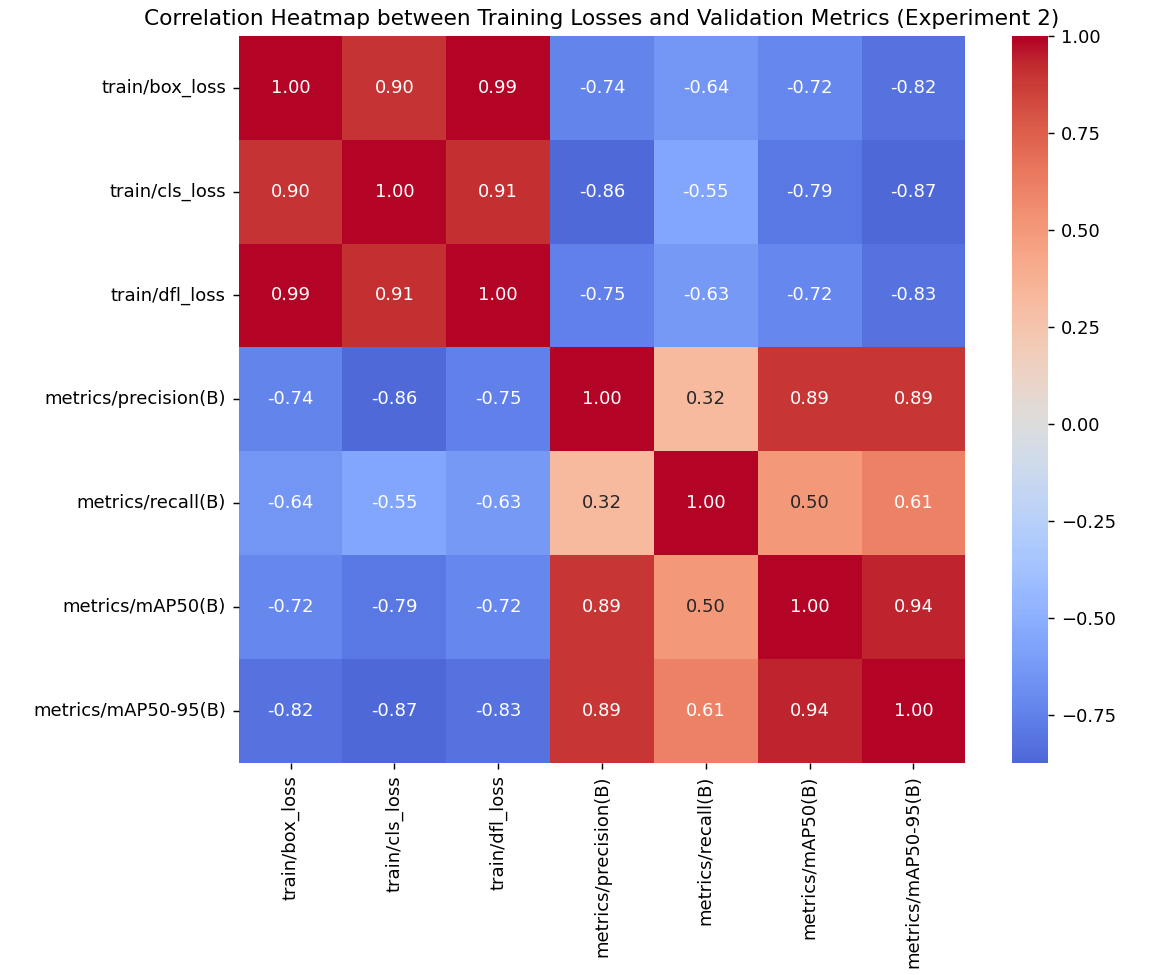 Correlation Heatmap between Training Losses and Validation Metrics (Experiment 2)
train/box_loss 1.00 0.90 0.99 -0.74 -0.64 -0.72 -0.82
train/cls_loss 0.90 1.00 0.91 -0.86 -0.55 -0.79 -0.87
train/dfl_loss 0.99 0.91 1.00 -0.75 -0.63 -0.72 -0.83
metrics/precision(B) -0.74 -0.86 -0.75 1.00 0.32 0.89 0.89
metrics/recall(B) -0.64 -0.55 -0.63 0.32 1.00 0.50 0.61
metrics/mAP50(B) -0.72 -0.79 -0.72 0.89 0.50 1.00 0.94
metrics/mAP50-95(B) -0.82 -0.87 -0.83 0.89 0.61 0.94 1.00
train/box_loss
train/cls_loss
train/dfl_loss
metrics/precision(B)
metrics/recall(B)
metrics/mAP50(B)
metrics/mAP50-95(B)
1.00
0.75
0.50
0.25
0.00
−0.25
−0.50
−0.75